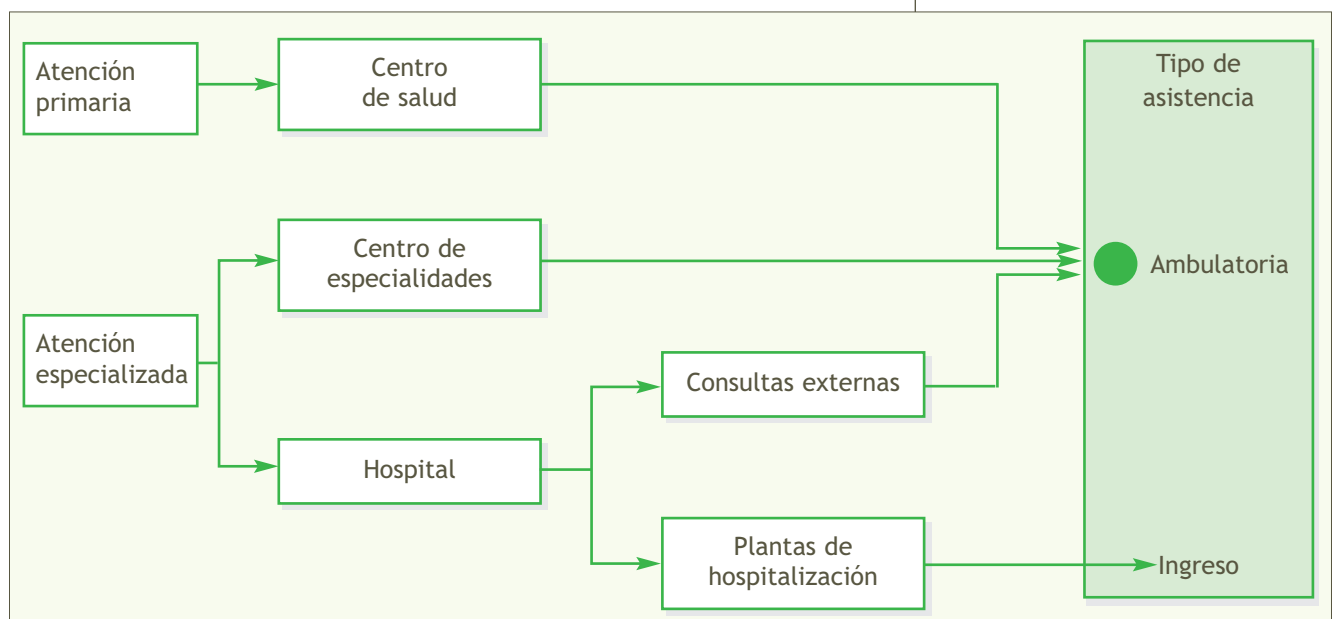 Atención
primaria
Centro
de salud
Tipo de
asistencia
Centro de
especialidades
Ambulatoria
Atención
especializada
Consultas externas
Hospital
Plantas de
hospitalización
Ingreso